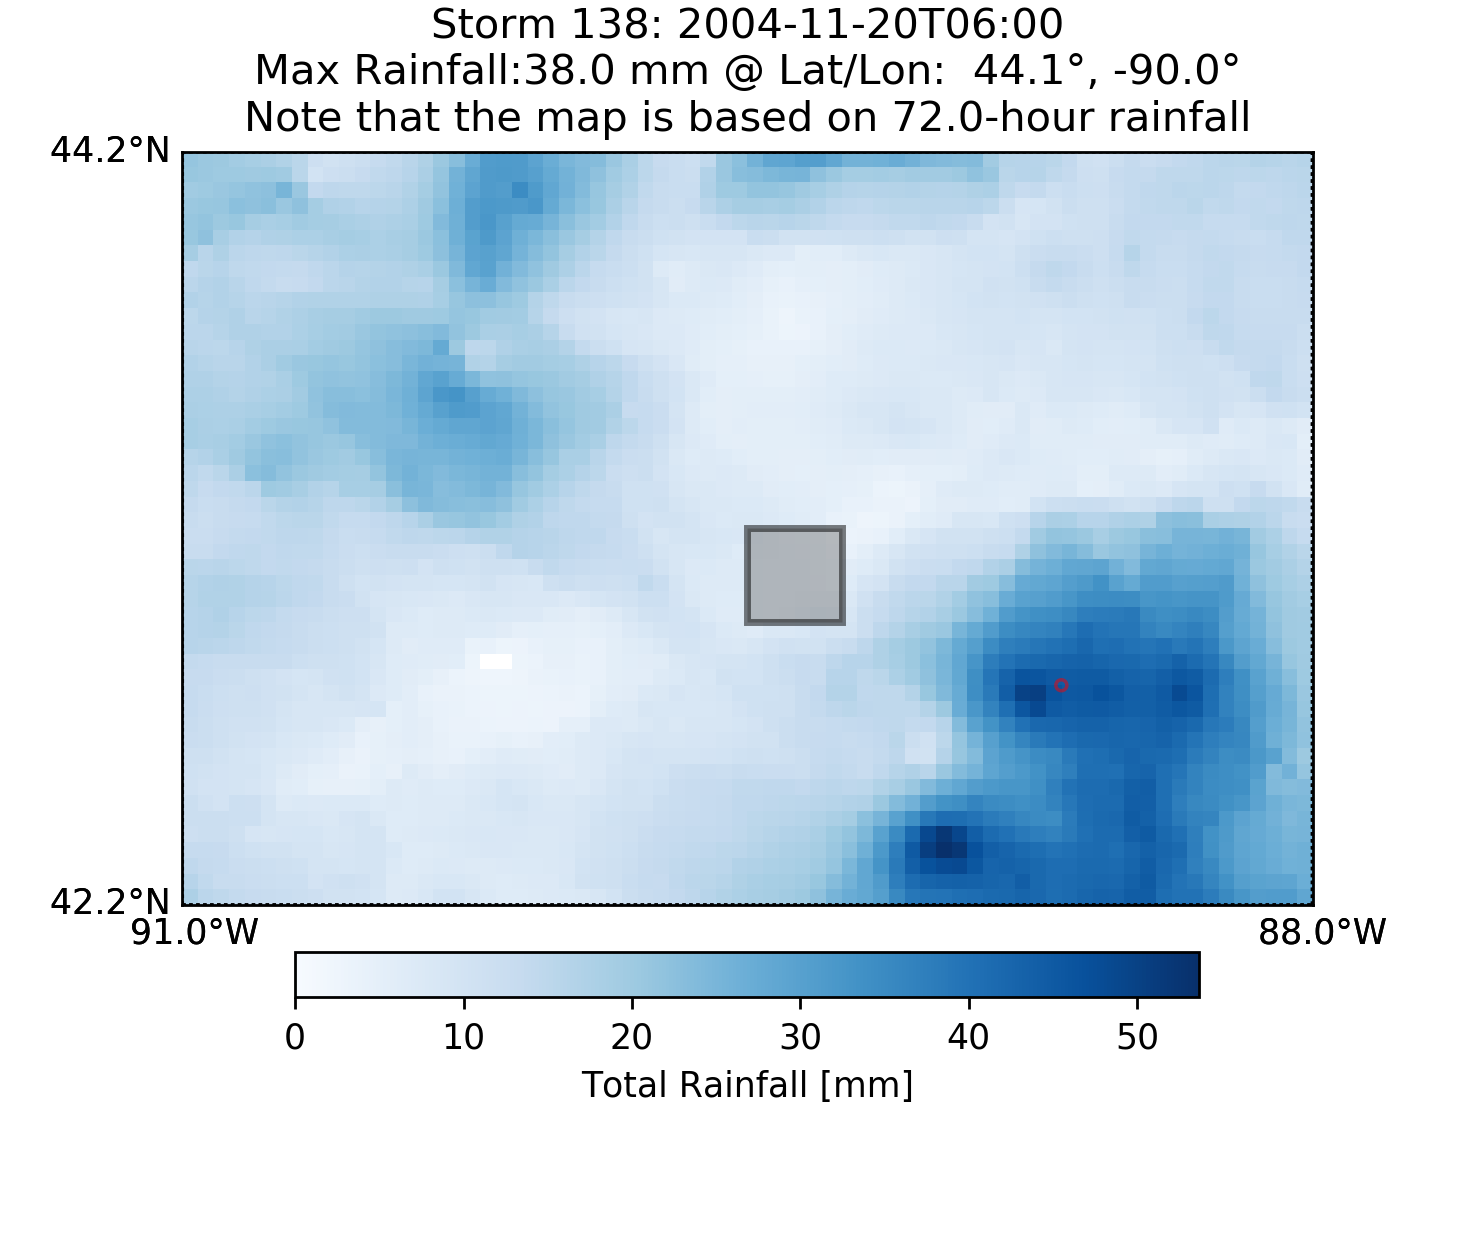 Storm 138: 2004-11-20T06:00
Max Rainfall:38.0 mm @ Lat/Lon:  44.1°, -90.0°
Note that the map is based on 72.0-hour rainfall
44.2°N
42.2°N
91.0°W 88.0°W
0 10 20 30 40 50
Total Rainfall [mm]